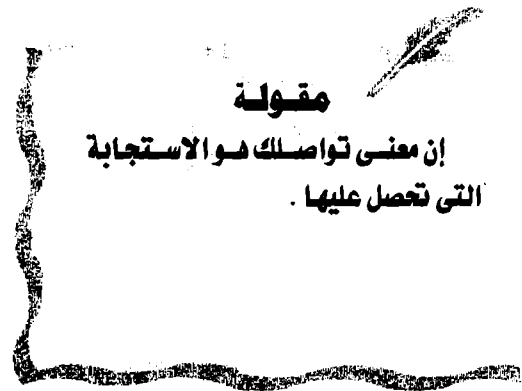 مقولة
إن معنى تواصلك هو الاستجابة
التى تحصل عليها .